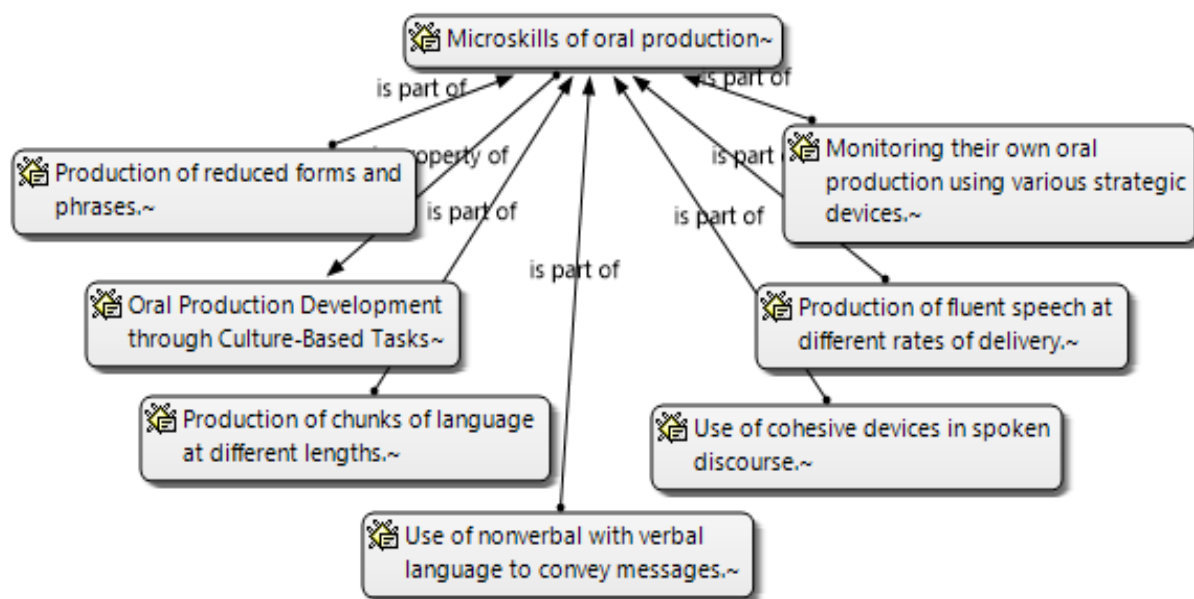 Microskills of oral production~
is part of
is part of
Production of reduced forms and
phrases.~
property of
is part
Monitoring their own oral
production using various strategic
devices.~
is part of
is part of
is part of
Oral Production Development
through Culture-Based Tasks~
Production of fluent speech at
different rates of delivery.~
Production of chunks of language
at different lengths.~
Use of cohesive devices in spoken
discourse.~
Use of nonverbal with verbal
language to convey messages.~